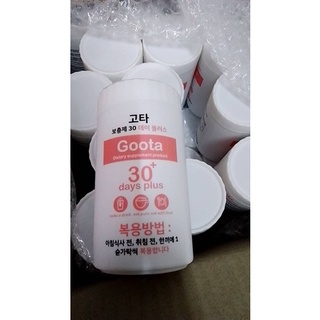 고타
보충제 30 데이 플러스
Goota
Dietary supplement product
30+
days plus
복용방법 :
아침식사 전, 취침 전, 한끼에 1
숟가락씩 복용합니다